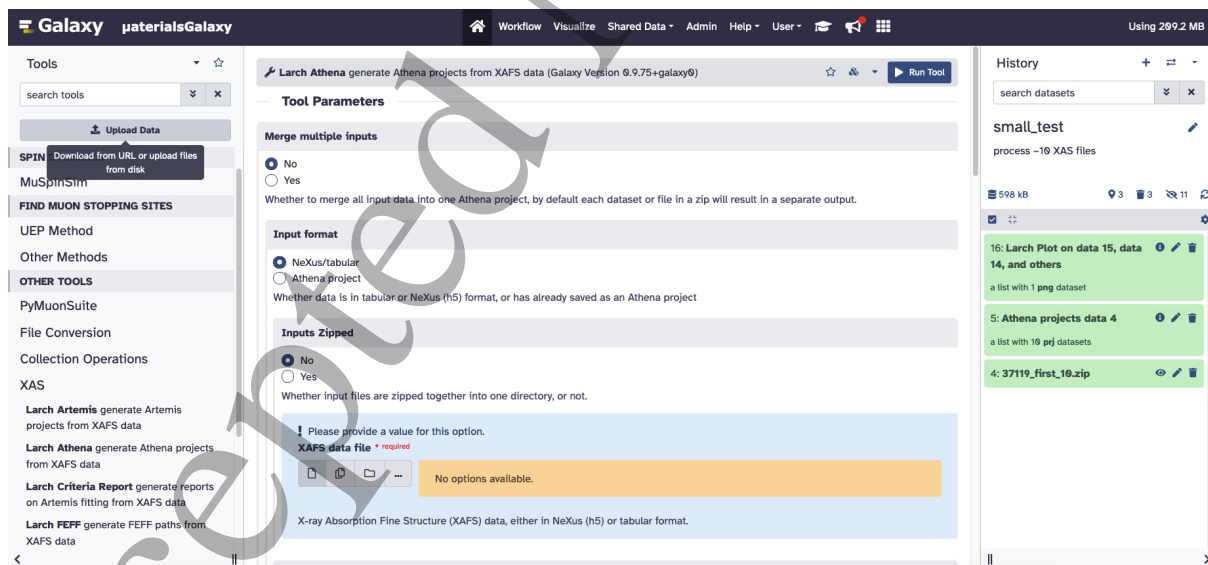 Galaxy µaterialsGalaxy
Workflow Visualize Shared Data Admin Help User
Using 209.2 MB
Tools
search tools
Upload Data
Download from URL or upload files
from disk
SPIN
MuSpinSim
FIND MUON STOPPING SITES
UEP Method
Other Methods
OTHER TOOLS
PyMuonSuite
File Conversion
Collection Operations
XAS
Larch Artemis generate Artemis
projects from XAFS data
Larch Athena generate Athena projects
from XAFS data
Larch Criteria Report generate reports
on Artemis fitting from XAFS data
Larch FEFF generate FEFF paths from
XAFS data
Larch Athena generate Athena projects from XAFS data (Galaxy Version 0.9.75+galaxy0)
Run Tool
Tool Parameters
Merge multiple inputs
No
Yes
Whether to merge all input data into one Athena project, by default each dataset or file in a zip will result in a separate output.
Input format
NeXus/tabular
Athena project
Whether data is in tabular or NeXus (h5) format, or has already saved as an Athena project
Inputs Zipped
No
Yes
Whether input files are zipped together into one directory, or not.
! Please provide a value for this option.
XAFS data file * required
No options available.
X-ray Absorption Fine Structure (XAFS) data, either in NeXus (h5) or tabular format.
History
search datasets
small_test
process ~10 XAS files
598 kB 3 3 11
16: Larch Plot on data 15, data
14, and others
a list with 1 png dataset
5: Athena projects data 4
a list with 10 prj datasets
4: 37119_first_10.zip